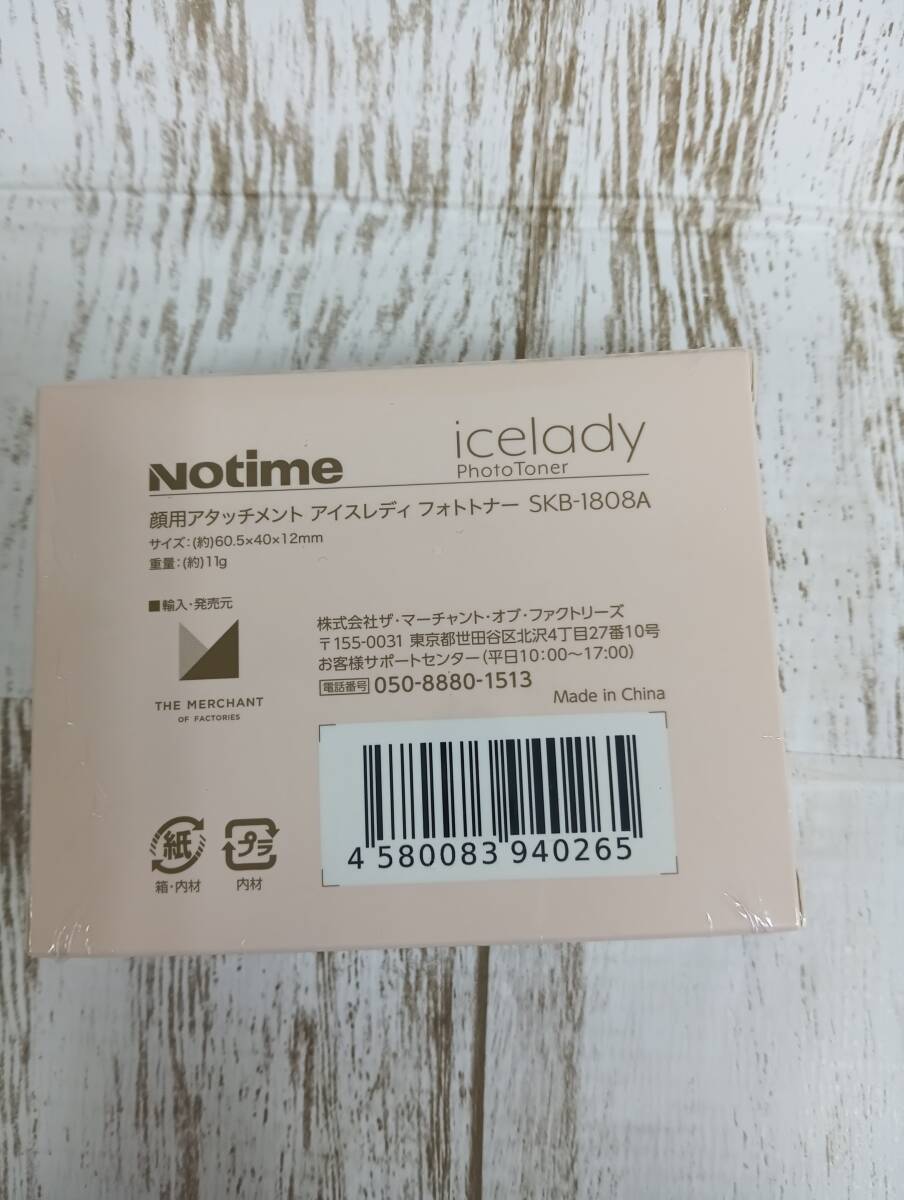 Notime
icelady
PhotoToner
顔用アタッチメント アイスレディ フォトトナー SKB-1808A
サイズ:(約)60.5×40×12mm
重量:(約)11g
■輸入・発売元
THE MERCHANT
OF FACTORIES
株式会社ザ・マーチャント・オブ・ファクトリーズ
〒155-0031 東京都世田谷区北沢4丁目27番10号
お客様サポートセンター(平日10:00〜17:00)
電話番号 050-8880-1513
Made in China
4 580083 940265
紙
箱・内材
プラ
内材